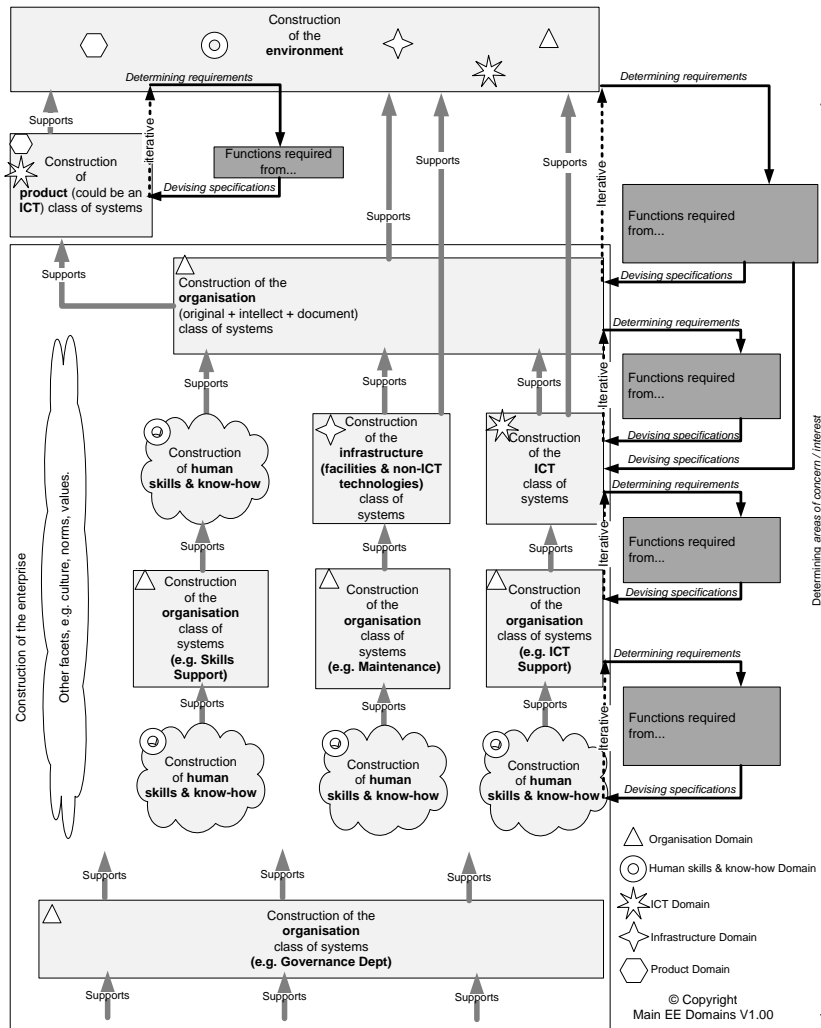 Construction
of the
environment
Determining requirements
Determining requirements
Supports
Iterative
Functions required
from...
Devising specifications
Construction
of
product (could be an
ICT) class of systems
Supports
Supports
Supports
Iterative
Functions required
from...
Devising specifications
Supports
Construction of the
organisation
(original + intellect + document)
class of systems
Determining requirements
Iterative
Functions required
from...
Devising specifications
Supports
Supports
Supports
Construction
of human
skills & know-how
Construction
of the
infrastructure
(facilities & non-ICT
technologies)
class of
systems
Construction
of the
ICT
class of
systems
Devising specifications
Determining requirements
Iterative
Functions required
from...
Devising specifications
Supports
Supports
Supports
Construction
of the
organisation
class of
systems
(e.g. Skills
Support)
Construction
of the
organisation
class of
systems
(e.g. Maintenance)
Construction
of the
organisation
class of systems
(e.g. ICT
Support)
Determining requirements
Iterative
Functions required
from...
Devising specifications
Supports
Supports
Supports
Construction
of human
skills & know-how
Construction
of human
skills & know-how
Construction
of human
skills & know-how
Other facets, e.g. culture, norms, values.
Construction of the enterprise
Determining areas of concern / interest
Supports
Supports
Supports
Construction of the
organisation
class of systems
(e.g. Governance Dept)
Supports
Supports
Supports
Organisation Domain
Human skills & know-how Domain
ICT Domain
Infrastructure Domain
Product Domain
© Copyright
Main EE Domains V1.00